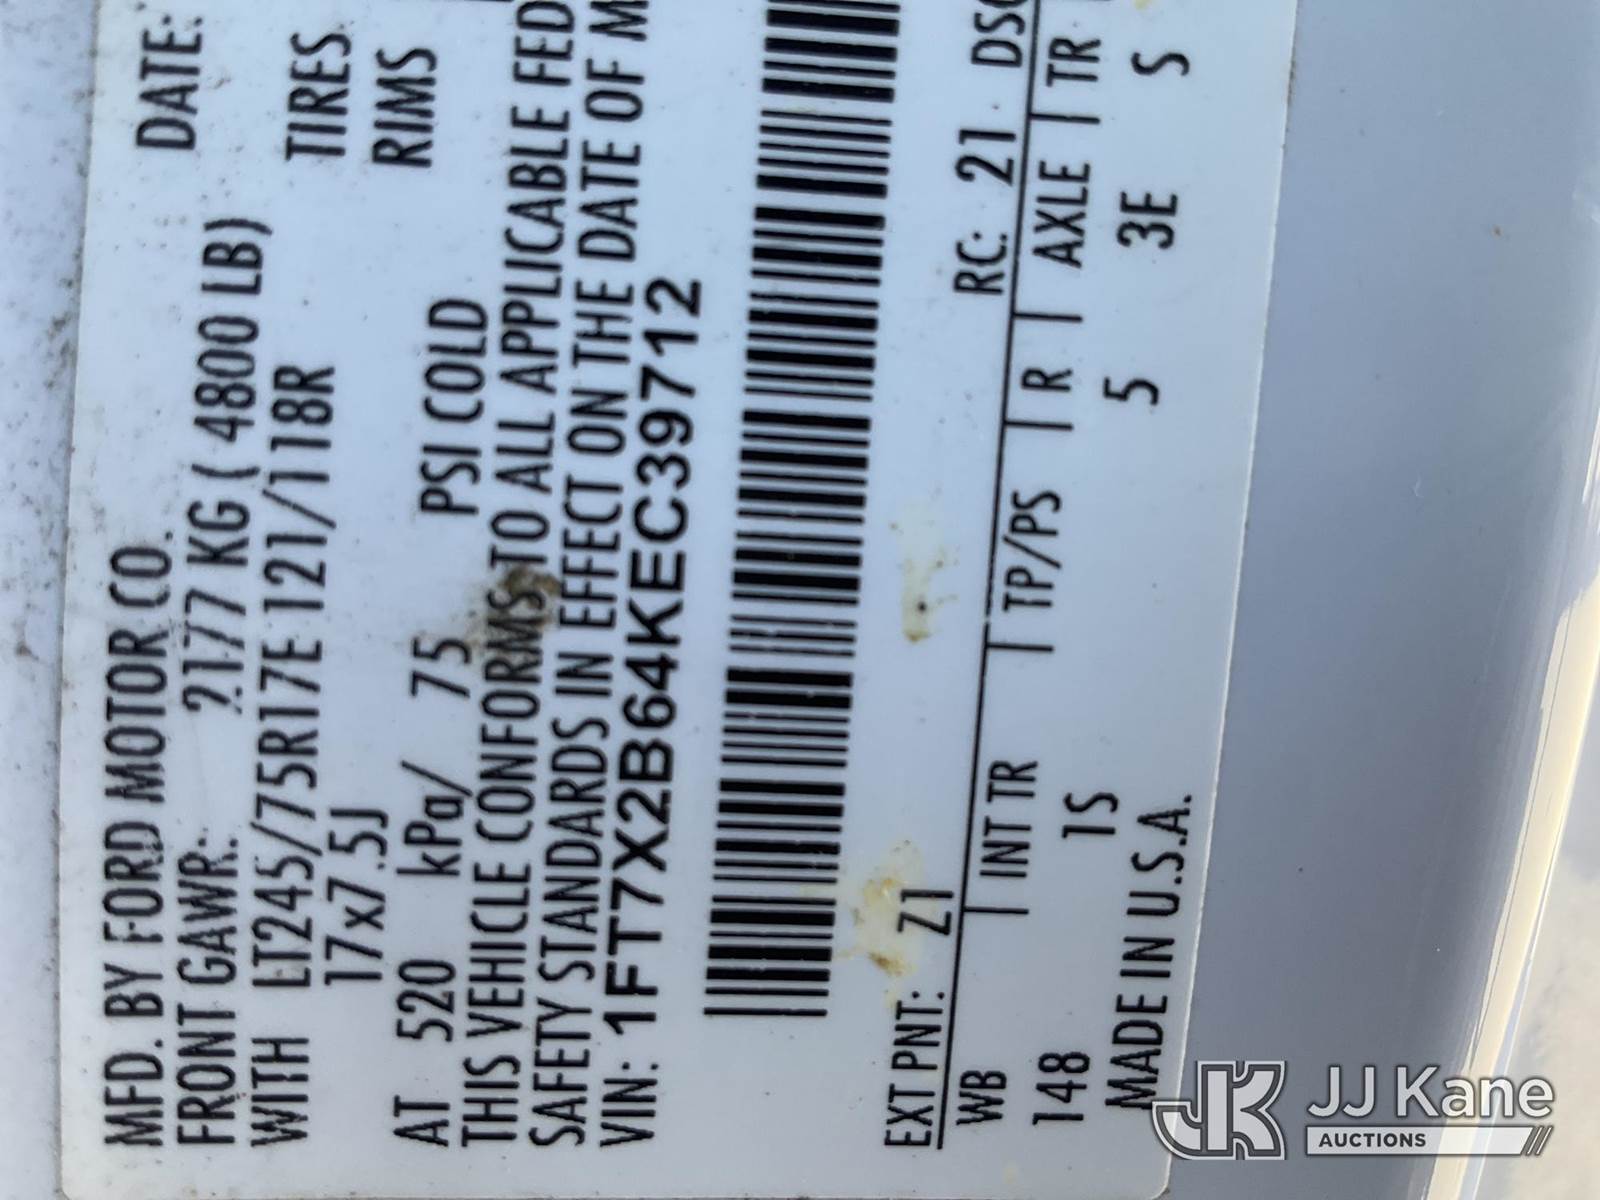 MFD. BY FORD MOTOR CO. DATE:
FRONT GAWR: 2177 KG ( 4800 LB)
WITH LT245/75R17E 121/118R TIRES
17x7.5J RIMS
AT 520 kPa/ 75 PSI COLD
THIS VEHICLE CONFORMS TO ALL APPLICABLE FED
SAFETY STANDARDS IN EFFECT ON THE DATE OF M
VIN: 1FT7X2B64KEC39712
EXT PNT: Z1 RC: 21 DSO
WB | INT TR | TP/PS | R | AXLE | TR
148 1S 5 3E S
MADE IN U.S.A.
JJ Kane
AUCTIONS